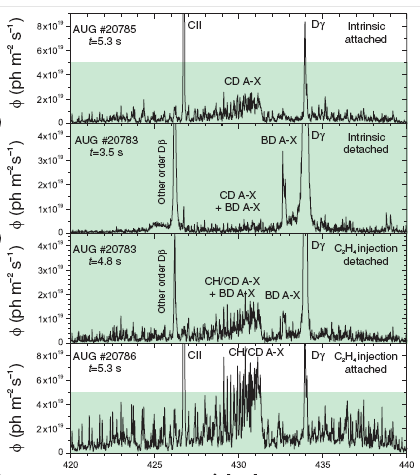 φ (ph m⁻² s⁻¹)
8×10¹⁹
6×10¹⁹
4×10¹⁹
2×10¹⁹
0
AUG #20785
t=5.3 s
CII
CD A-X
Dγ
Intrinsic
attached
φ (ph m⁻² s⁻¹)
4×10¹⁹
3×10¹⁹
2×10¹⁹
1×10¹⁹
0
AUG #20783
t=3.5 s
Other order Dβ
CD A-X
+ BD A-X
BD A-X
Dγ
Intrinsic
detached
φ (ph m⁻² s⁻¹)
4×10¹⁹
3×10¹⁹
2×10¹⁹
1×10¹⁹
0
AUG #20783
t=4.8 s
Other order Dβ
CH/CD A-X
+ BD A-X
BD A-X
Dγ
C₂H₄ injection
detached
φ (ph m⁻² s⁻¹)
8×10¹⁹
6×10¹⁹
4×10¹⁹
2×10¹⁹
0
AUG #20786
t=5.3 s
CII
CH/CD A-X
Dγ
C₂H₄ injection
attached
420 425 430 435 440